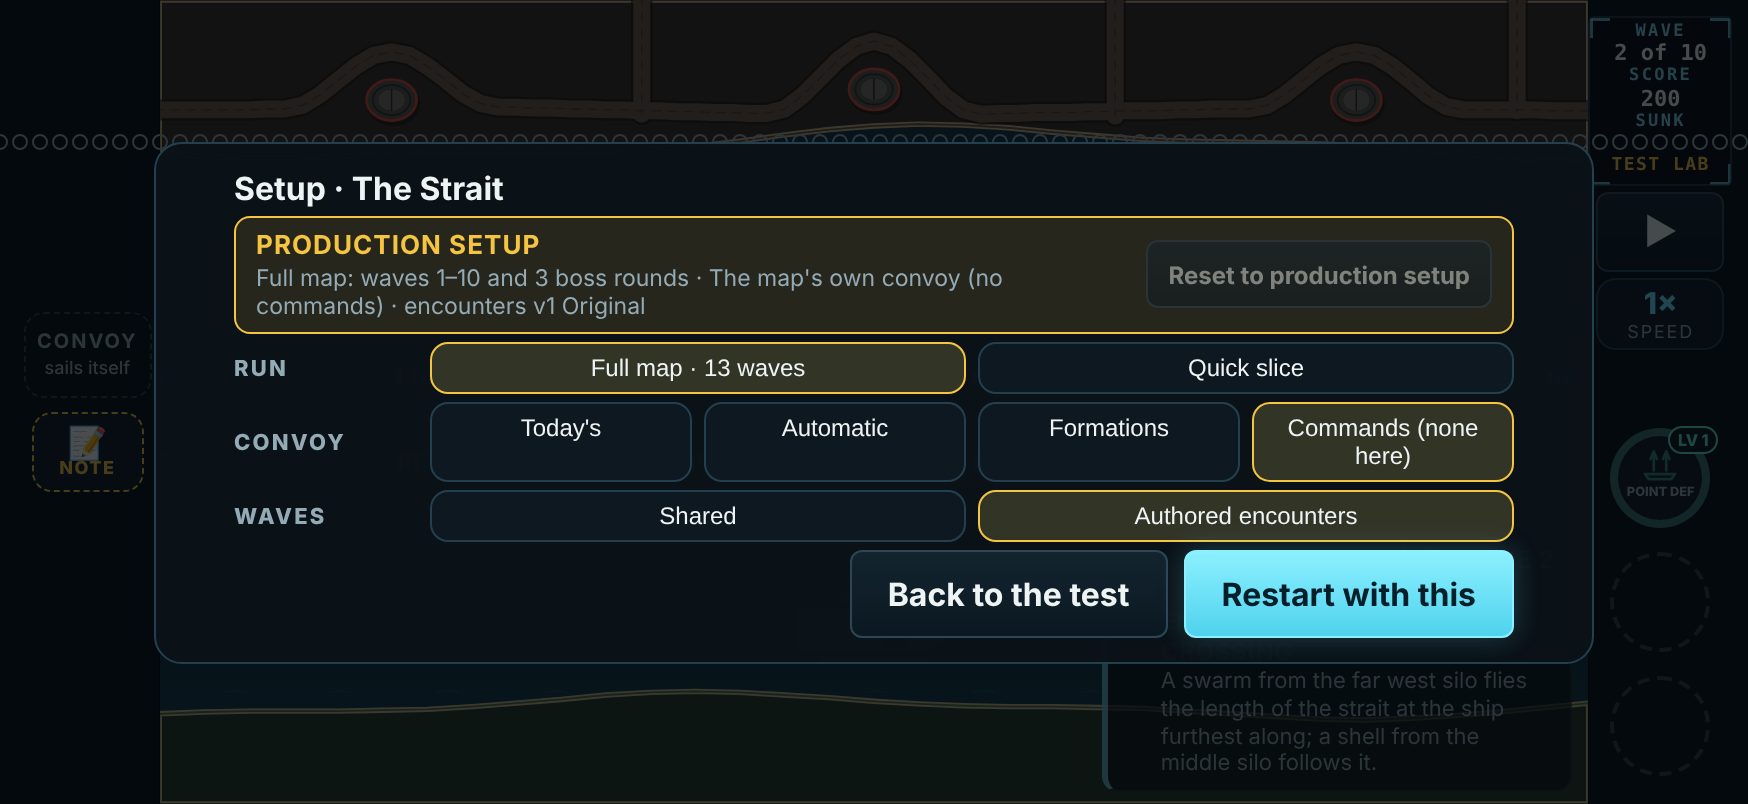 WAVE
2 of 10
SCORE
200
SUNK
TEST LAB
Setup · The Strait
PRODUCTION SETUP
Full map: waves 1–10 and 3 boss rounds · The map's own convoy (no
commands) · encounters v1 Original
Reset to production setup
RUN
Full map · 13 waves
Quick slice
CONVOY
Today's
Automatic
Formations
Commands (none
here)
WAVES
Shared
Authored encounters
Back to the test
Restart with this
CONVOY
sails itself
📝
NOTE
1×
SPEED
LV 1
POINT DEF
A swarm from the far west silo flies
the length of the strait at the ship
furthest along; a shell from the
middle silo follows it.